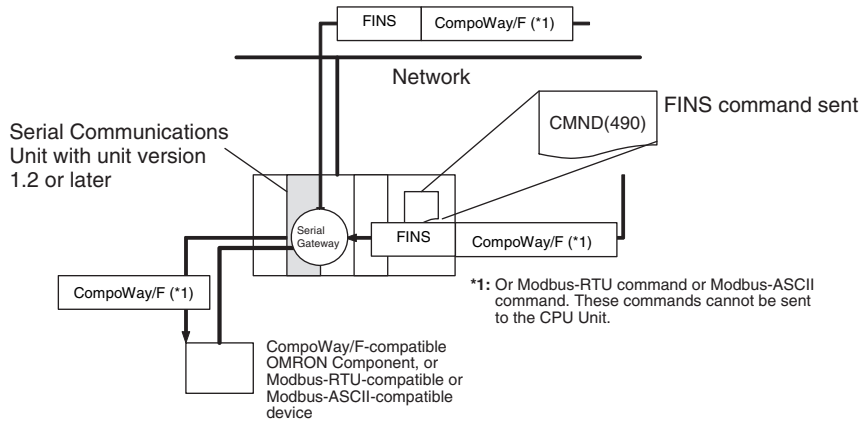 FINS CompoWay/F (*1)
Network
FINS command sent
CMND(490)
Serial Communications
Unit with unit version
1.2 or later
Serial
Gateway
FINS CompoWay/F (*1)
CompoWay/F (*1)
*1: Or Modbus-RTU command or Modbus-ASCII
command. These commands cannot be sent
to the CPU Unit.
CompoWay/F-compatible
OMRON Component, or
Modbus-RTU-compatible or
Modbus-ASCII-compatible
device